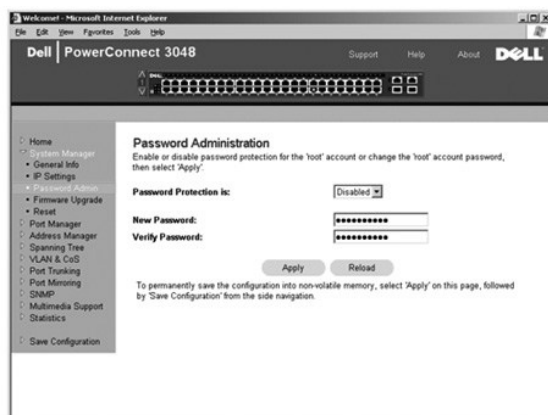 Welcome! - Microsoft Internet Explorer
File Edit View Favorites Tools Help
Dell | PowerConnect 3048
Support Help About DELL
Home
System Manager
General Info
IP Settings
Password Admin
Firmware Upgrade
Reset
Port Manager
Address Manager
Spanning Tree
VLAN & CoS
Port Trunking
Port Mirroring
SNMP
Multimedia Support
Statistics
Save Configuration
Password Administration
Enable or disable password protection for the 'root' account or change the 'root' account password,
then select 'Apply'.
Password Protection is: Disabled
New Password: ••••••••••
Verify Password: ••••••••••
Apply Reload
To permanently save the configuration into non-volatile memory, select 'Apply' on this page, followed
by 'Save Configuration' from the side navigation.